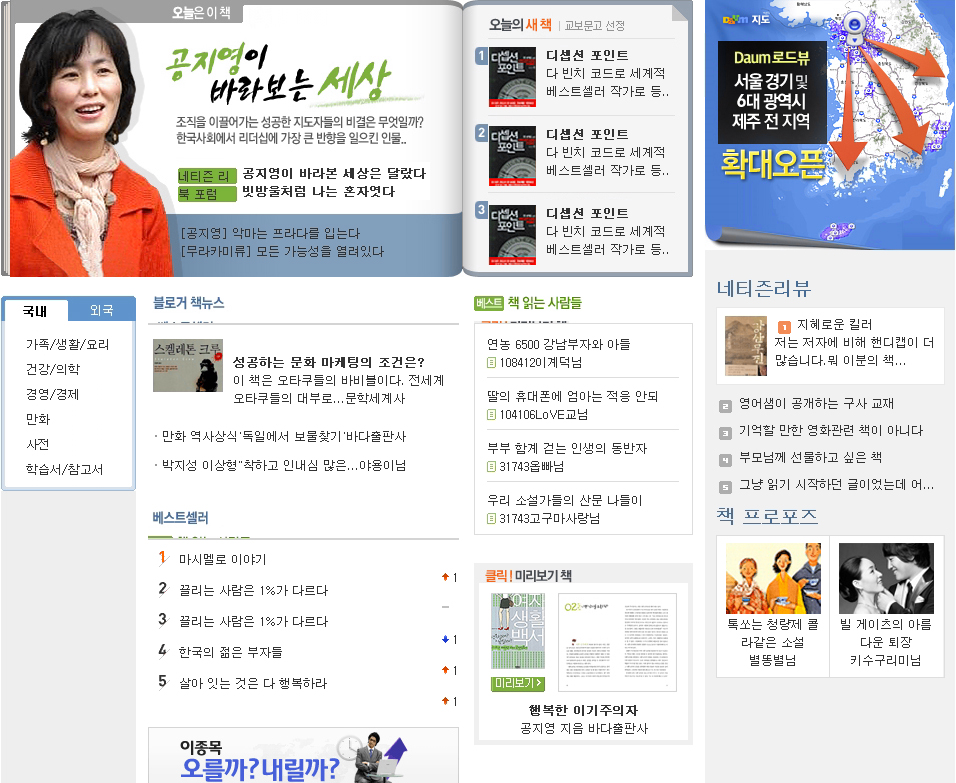 오늘은 이 책
공지영이
바라보는 세상
조직을 이끌어가는 성공한 지도자들의 비결은 무엇일까?
한국사회에서 리더십에 가장 큰 반향을 일으킨 인물..
네티즌 리 공지영이 바라본 세상은 달랐다
북 포럼 빗방울처럼 나는 혼자엿다
[공지영] 악마는 프라다를 입는다
[무라카미류] 모든 가능성을 열려있다
오늘의 새 책 | 교보문고 선정
1 디셉션 포인트
다 빈치 코드로 세계적
베스트셀러 작가로 등..
2 디셉션 포인트
다 빈치 코드로 세계적
베스트셀러 작가로 등..
3 디셉션 포인트
다 빈치 코드로 세계적
베스트셀러 작가로 등..
Daum 지도
Daum 로드뷰
서울 경기 및
6대 광역시
제주 전 지역
확대오픈
국내 외국
가족/생활/요리
건강/의학
경영/경제
만화
사전
학습서/참고서
블로거 책뉴스
스켈레톤 크루
성공하는 문화 마케팅의 조건은?
이 책은 오타쿠들의 바비블이다. 전세계
오타쿠들의 대부로...문학세계사
· 만화 역사상식'독일에서 보물찾기'바다출판사
· 박지성 이상형"착하고 인내심 많은...야용이님
베스트셀러
1 마시멜로 이야기
1
2 끌리는 사람은 1%가 다르다
3 끌리는 사람은 1%가 다르다
1
4 한국의 젊은 부자들
1
5 살아 잇는 것은 다 행복하라
1
이종목
오를까? 내릴까?
베스트 책 읽는 사람들
연농 6500 강남부자와 아들
108412이계덕님
딸의 휴대폰에 엄아는 적응 안되
104106LoVE교님
부부 함계 걷는 인생의 동반자
31743옵빠님
우리 소설가들의 산문 나들이
31743고구마사랑님
클릭! 미리보기 책
여자
생활
백서
미리보기
행복한 이기주의자
공지영 지음 바다출판사
네티즌리뷰
1 지혜로운 킬러
저는 저자에 비해 핸디캡이 더
많습니다.뭐 이분의 책...
2 영어샘이 공개하는 구사 교재
3 기억할 만한 영화관련 책이 아니다
4 부모님께 선물하고 싶은 책
5 그냥 읽기 시작하던 글이었는데 어...
책 프로포즈
톡쏘는 청량제 콜
라같은 소설
별똥별님
빌 게이츠의 아름
다운 퇴장
키수구리미님